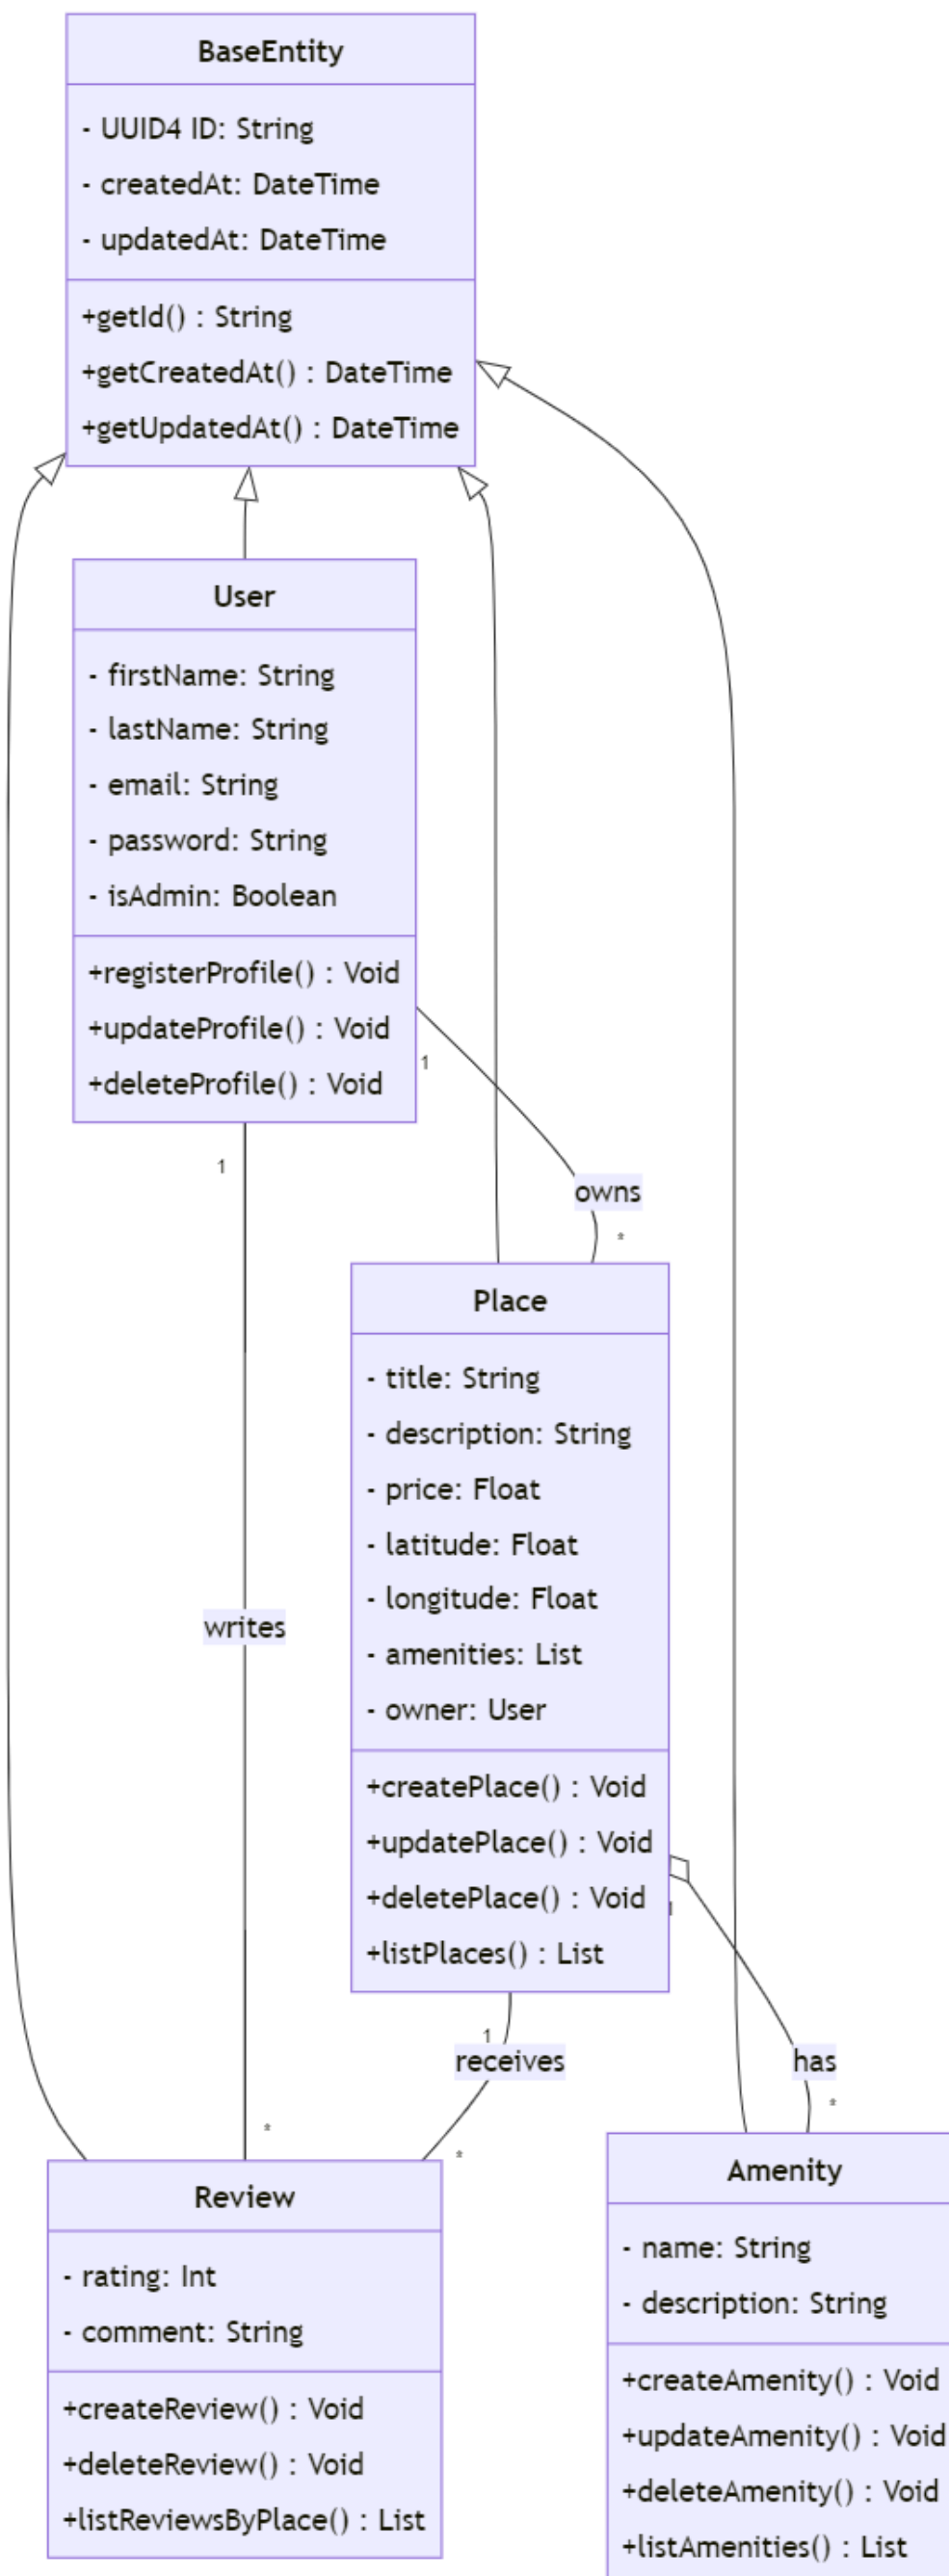 BaseEntity
- UUID4 ID: String
- createdAt: DateTime
- updatedAt: DateTime
+getId() : String
+getCreatedAt() : DateTime
+getUpdatedAt() : DateTime
User
- firstName: String
- lastName: String
- email: String
- password: String
- isAdmin: Boolean
+registerProfile() : Void
+updateProfile() : Void
+deleteProfile() : Void
1
1
owns
*
Place
- title: String
- description: String
- price: Float
- latitude: Float
- longitude: Float
- amenities: List
- owner: User
+createPlace() : Void
+updatePlace() : Void
+deletePlace() : Void
+listPlaces() : List
writes
1
1
receives
has
*
*
*
Review
- rating: Int
- comment: String
+createReview() : Void
+deleteReview() : Void
+listReviewsByPlace() : List
Amenity
- name: String
- description: String
+createAmenity() : Void
+updateAmenity() : Void
+deleteAmenity() : Void
+listAmenities() : List